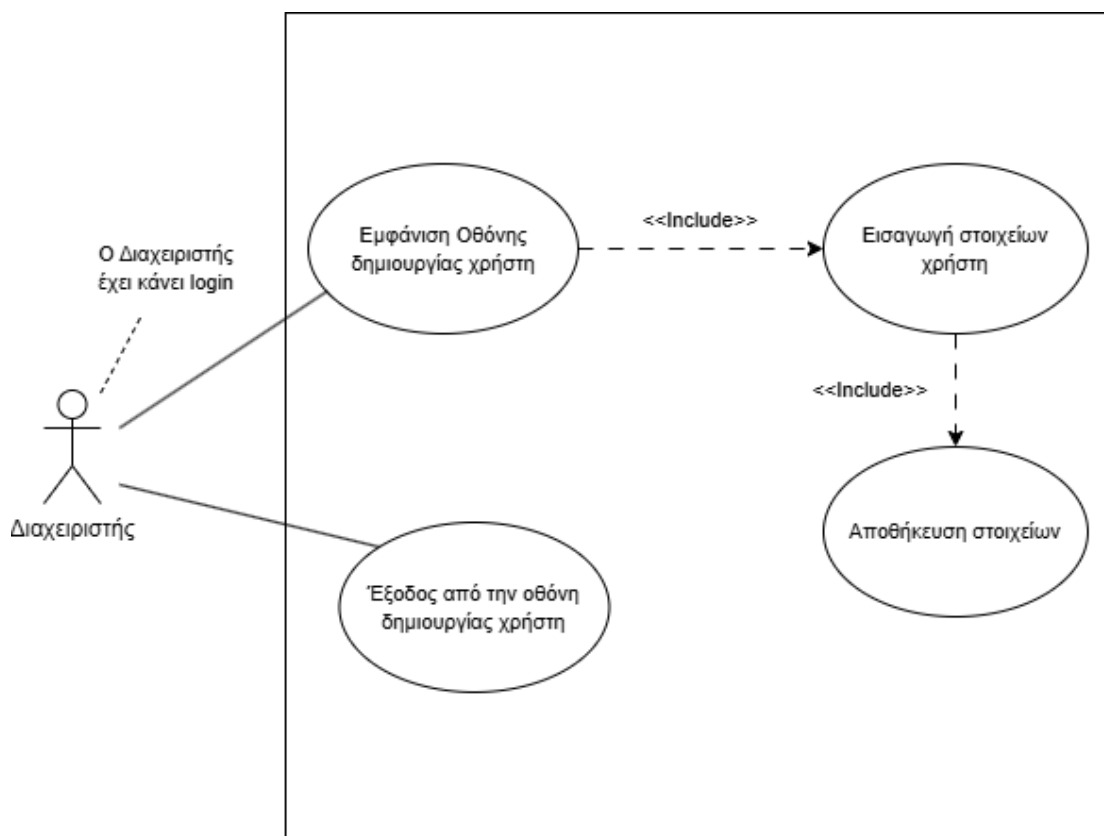 Εμφάνιση Οθόνης
δημιουργίας χρήστη
<<Include>>
Εισαγωγή στοιχείων
χρήστη
Ο Διαχειριστής
έχει κάνει login
<<Include>>
Διαχειριστής
Αποθήκευση στοιχείων
Έξοδος από την οθόνη
δημιουργίας χρήστη